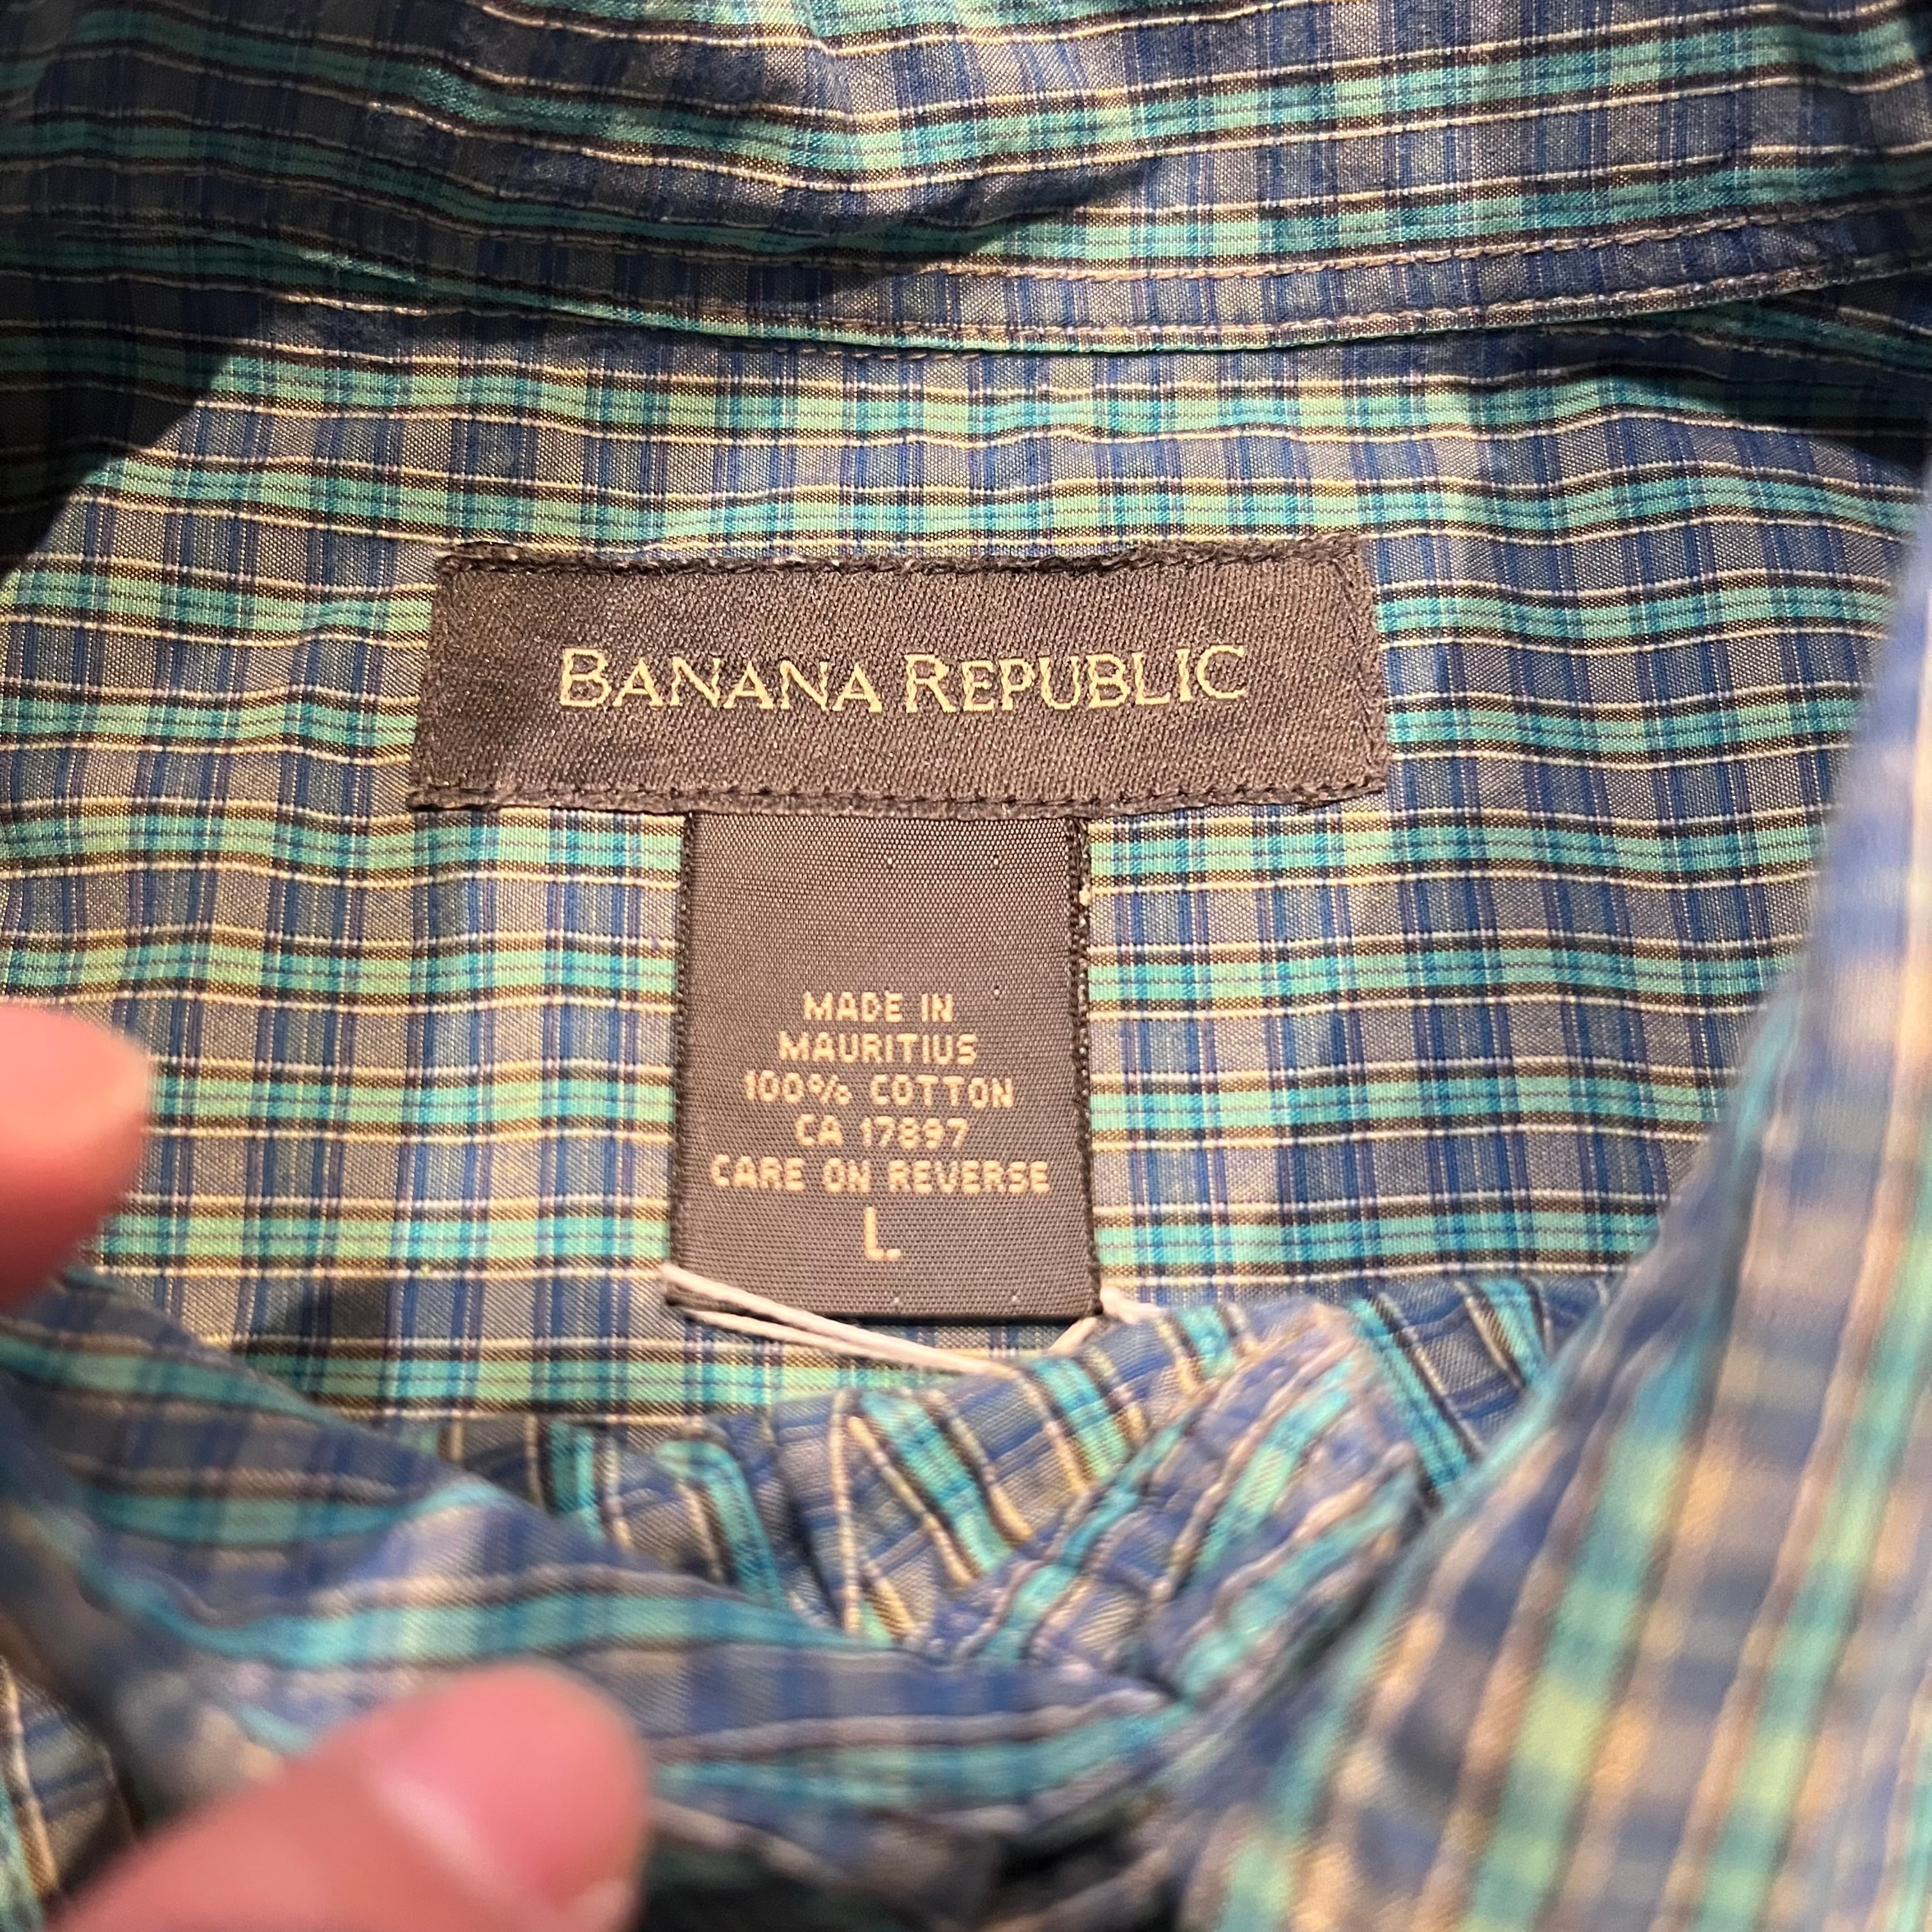 BANANA REPUBLIC
MADE IN
MAURITIUS
100% COTTON
CA 17897
CARE ON REVERSE
L.